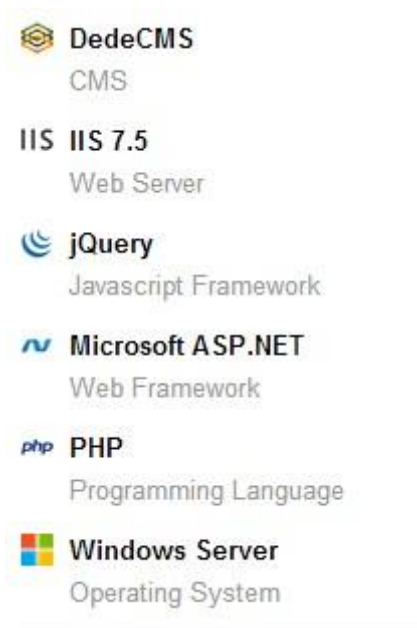 DedeCMS
CMS
IIS IIS 7.5
Web Server
jQuery
Javascript Framework
Microsoft ASP.NET
Web Framework
php PHP
Programming Language
Windows Server
Operating System